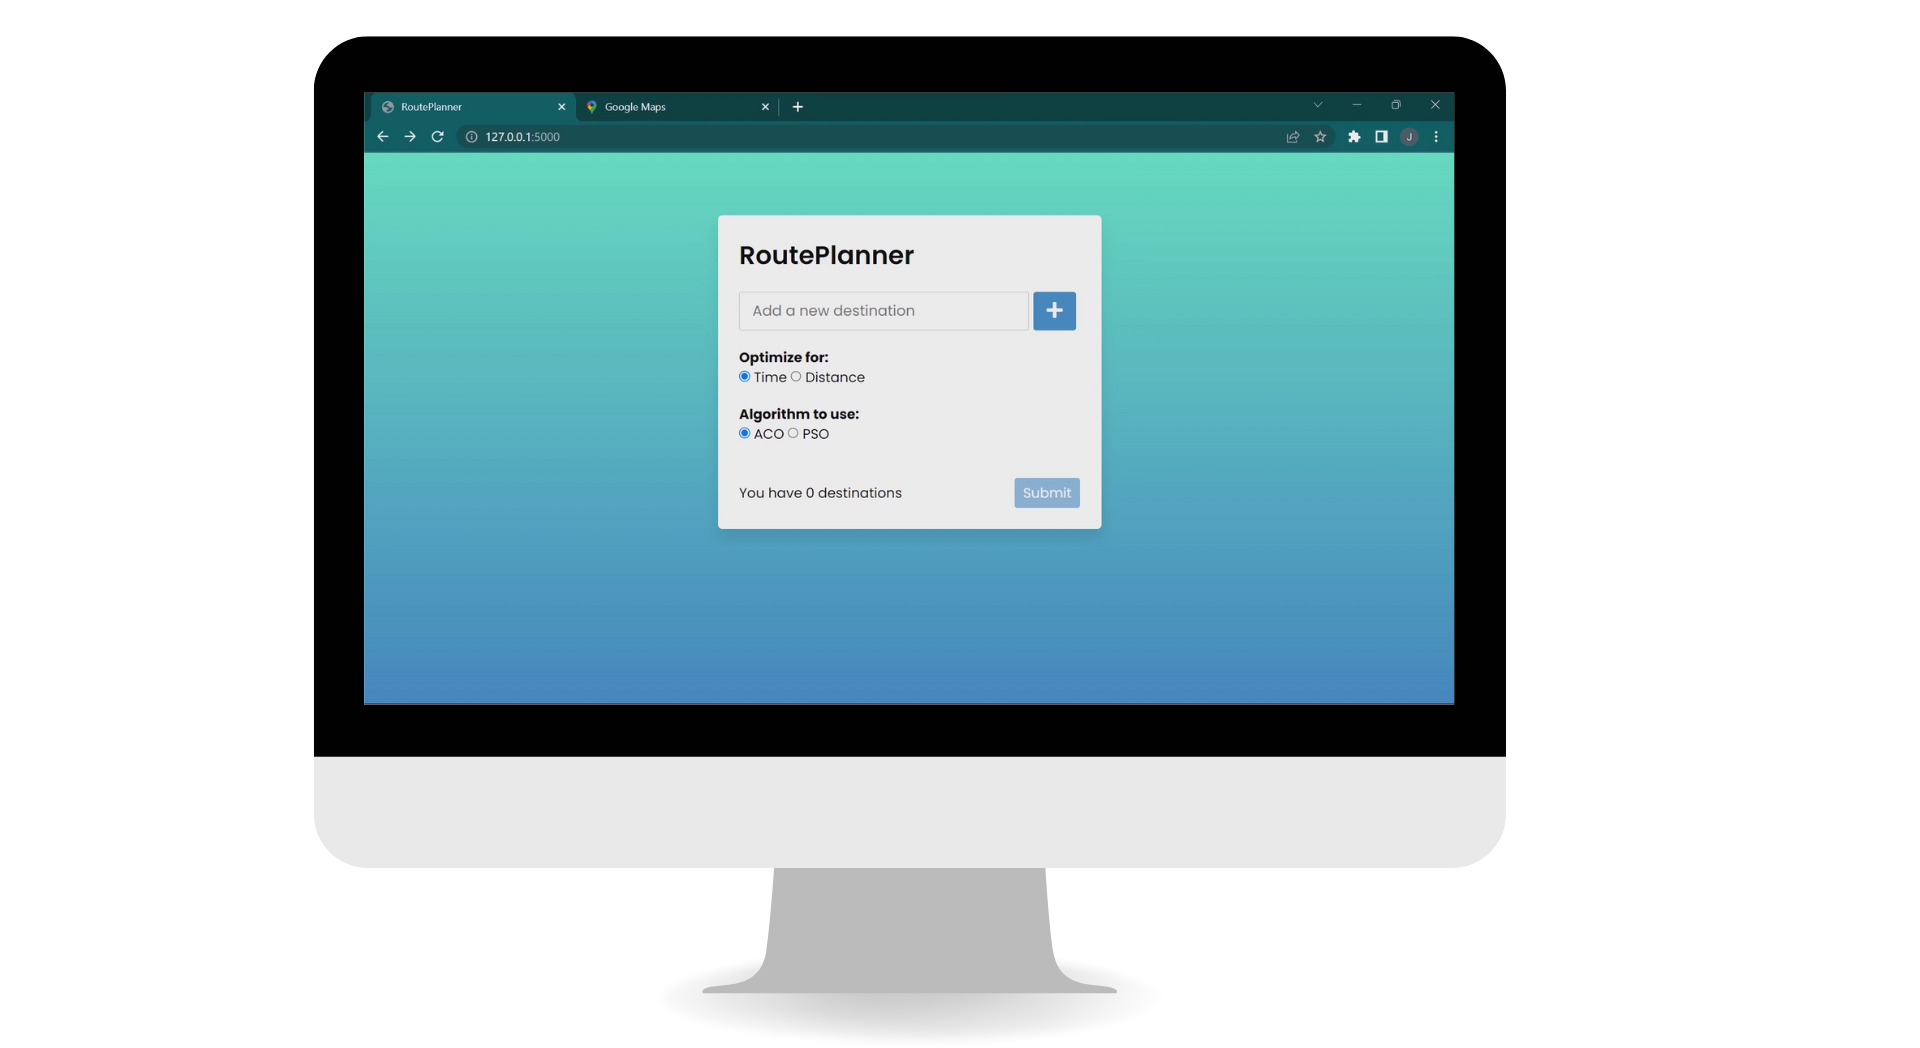 RoutePlanner
Google Maps
127.0.0.1:5000
J
RoutePlanner
Add a new destination
Optimize for:
Time Distance
Algorithm to use:
ACO PSO
You have 0 destinations
Submit